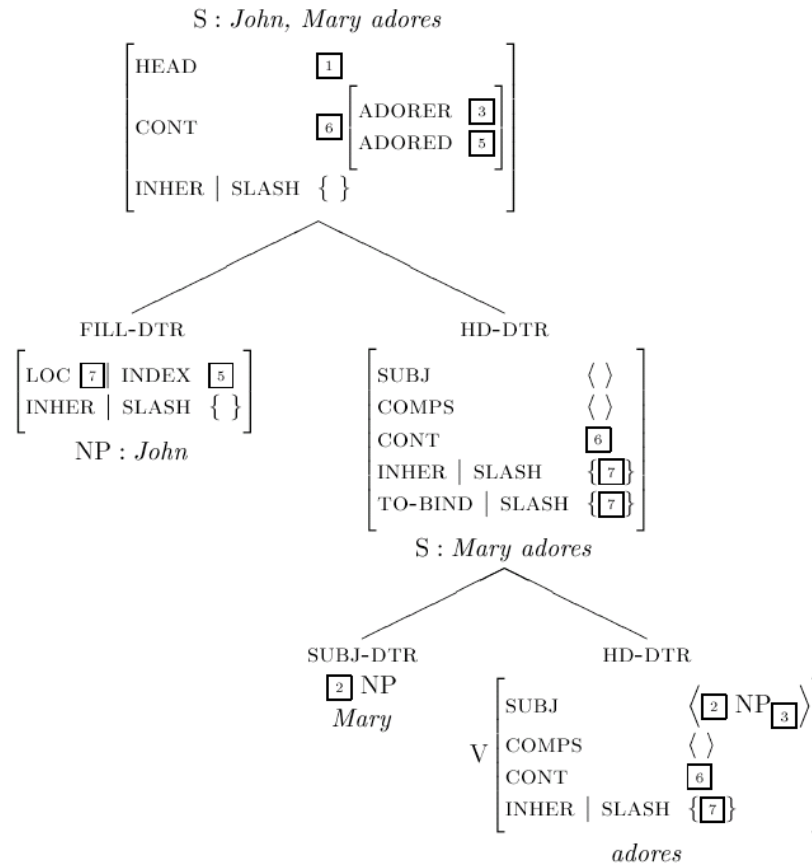 S : John, Mary adores
HEAD 1
CONT 6 ADORER 3
ADORED 5
INHER | SLASH { }
FILL-DTR HD-DTR
LOC 7 | INDEX 5
INHER | SLASH { }
NP : John
SUBJ ⟨ ⟩
COMPS ⟨ ⟩
CONT 6
INHER | SLASH {7}
TO-BIND | SLASH {7}
S : Mary adores
SUBJ-DTR HD-DTR
2 NP
Mary
V
SUBJ ⟨2 NP3⟩
COMPS ⟨ ⟩
CONT 6
INHER | SLASH {7}
adores